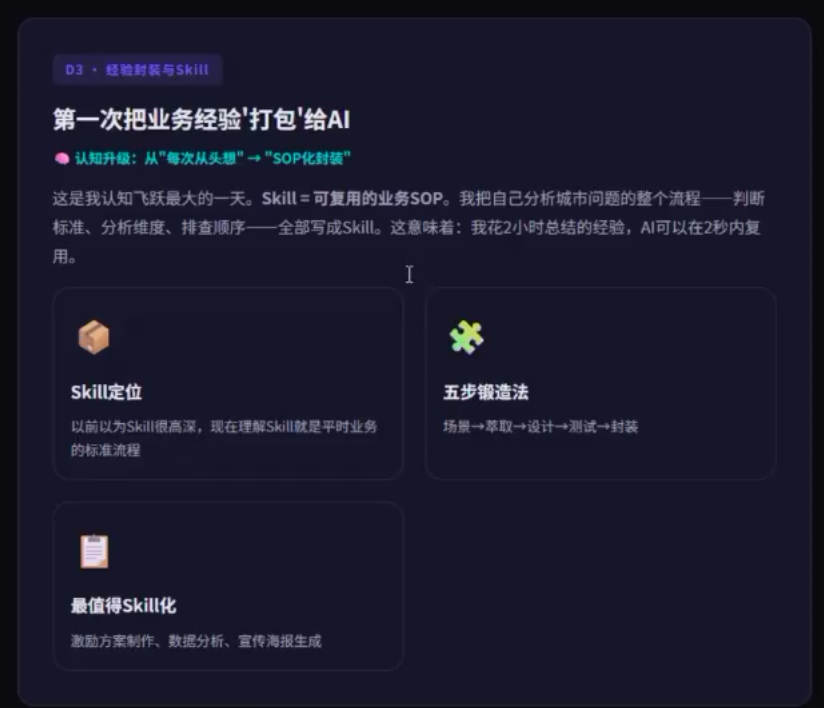 D3 · 经验封装与Skill
第一次把业务经验'打包'给AI
认知升级：从"每次从头想" → "SOP化封装"
这是我认知飞跃最大的一天。Skill = 可复用的业务SOP。我把自己分析城市问题的整个流程——判断
标准、分析维度、排查顺序——全部写成Skill。这意味着：我花2小时总结的经验，AI可以在2秒内复
用。
Skill定位
以前以为Skill很高深，现在理解Skill就是平时业务
的标准流程
五步锻造法
场景→萃取→设计→测试→封装
最值得Skill化
激励方案制作、数据分析、宣传海报生成